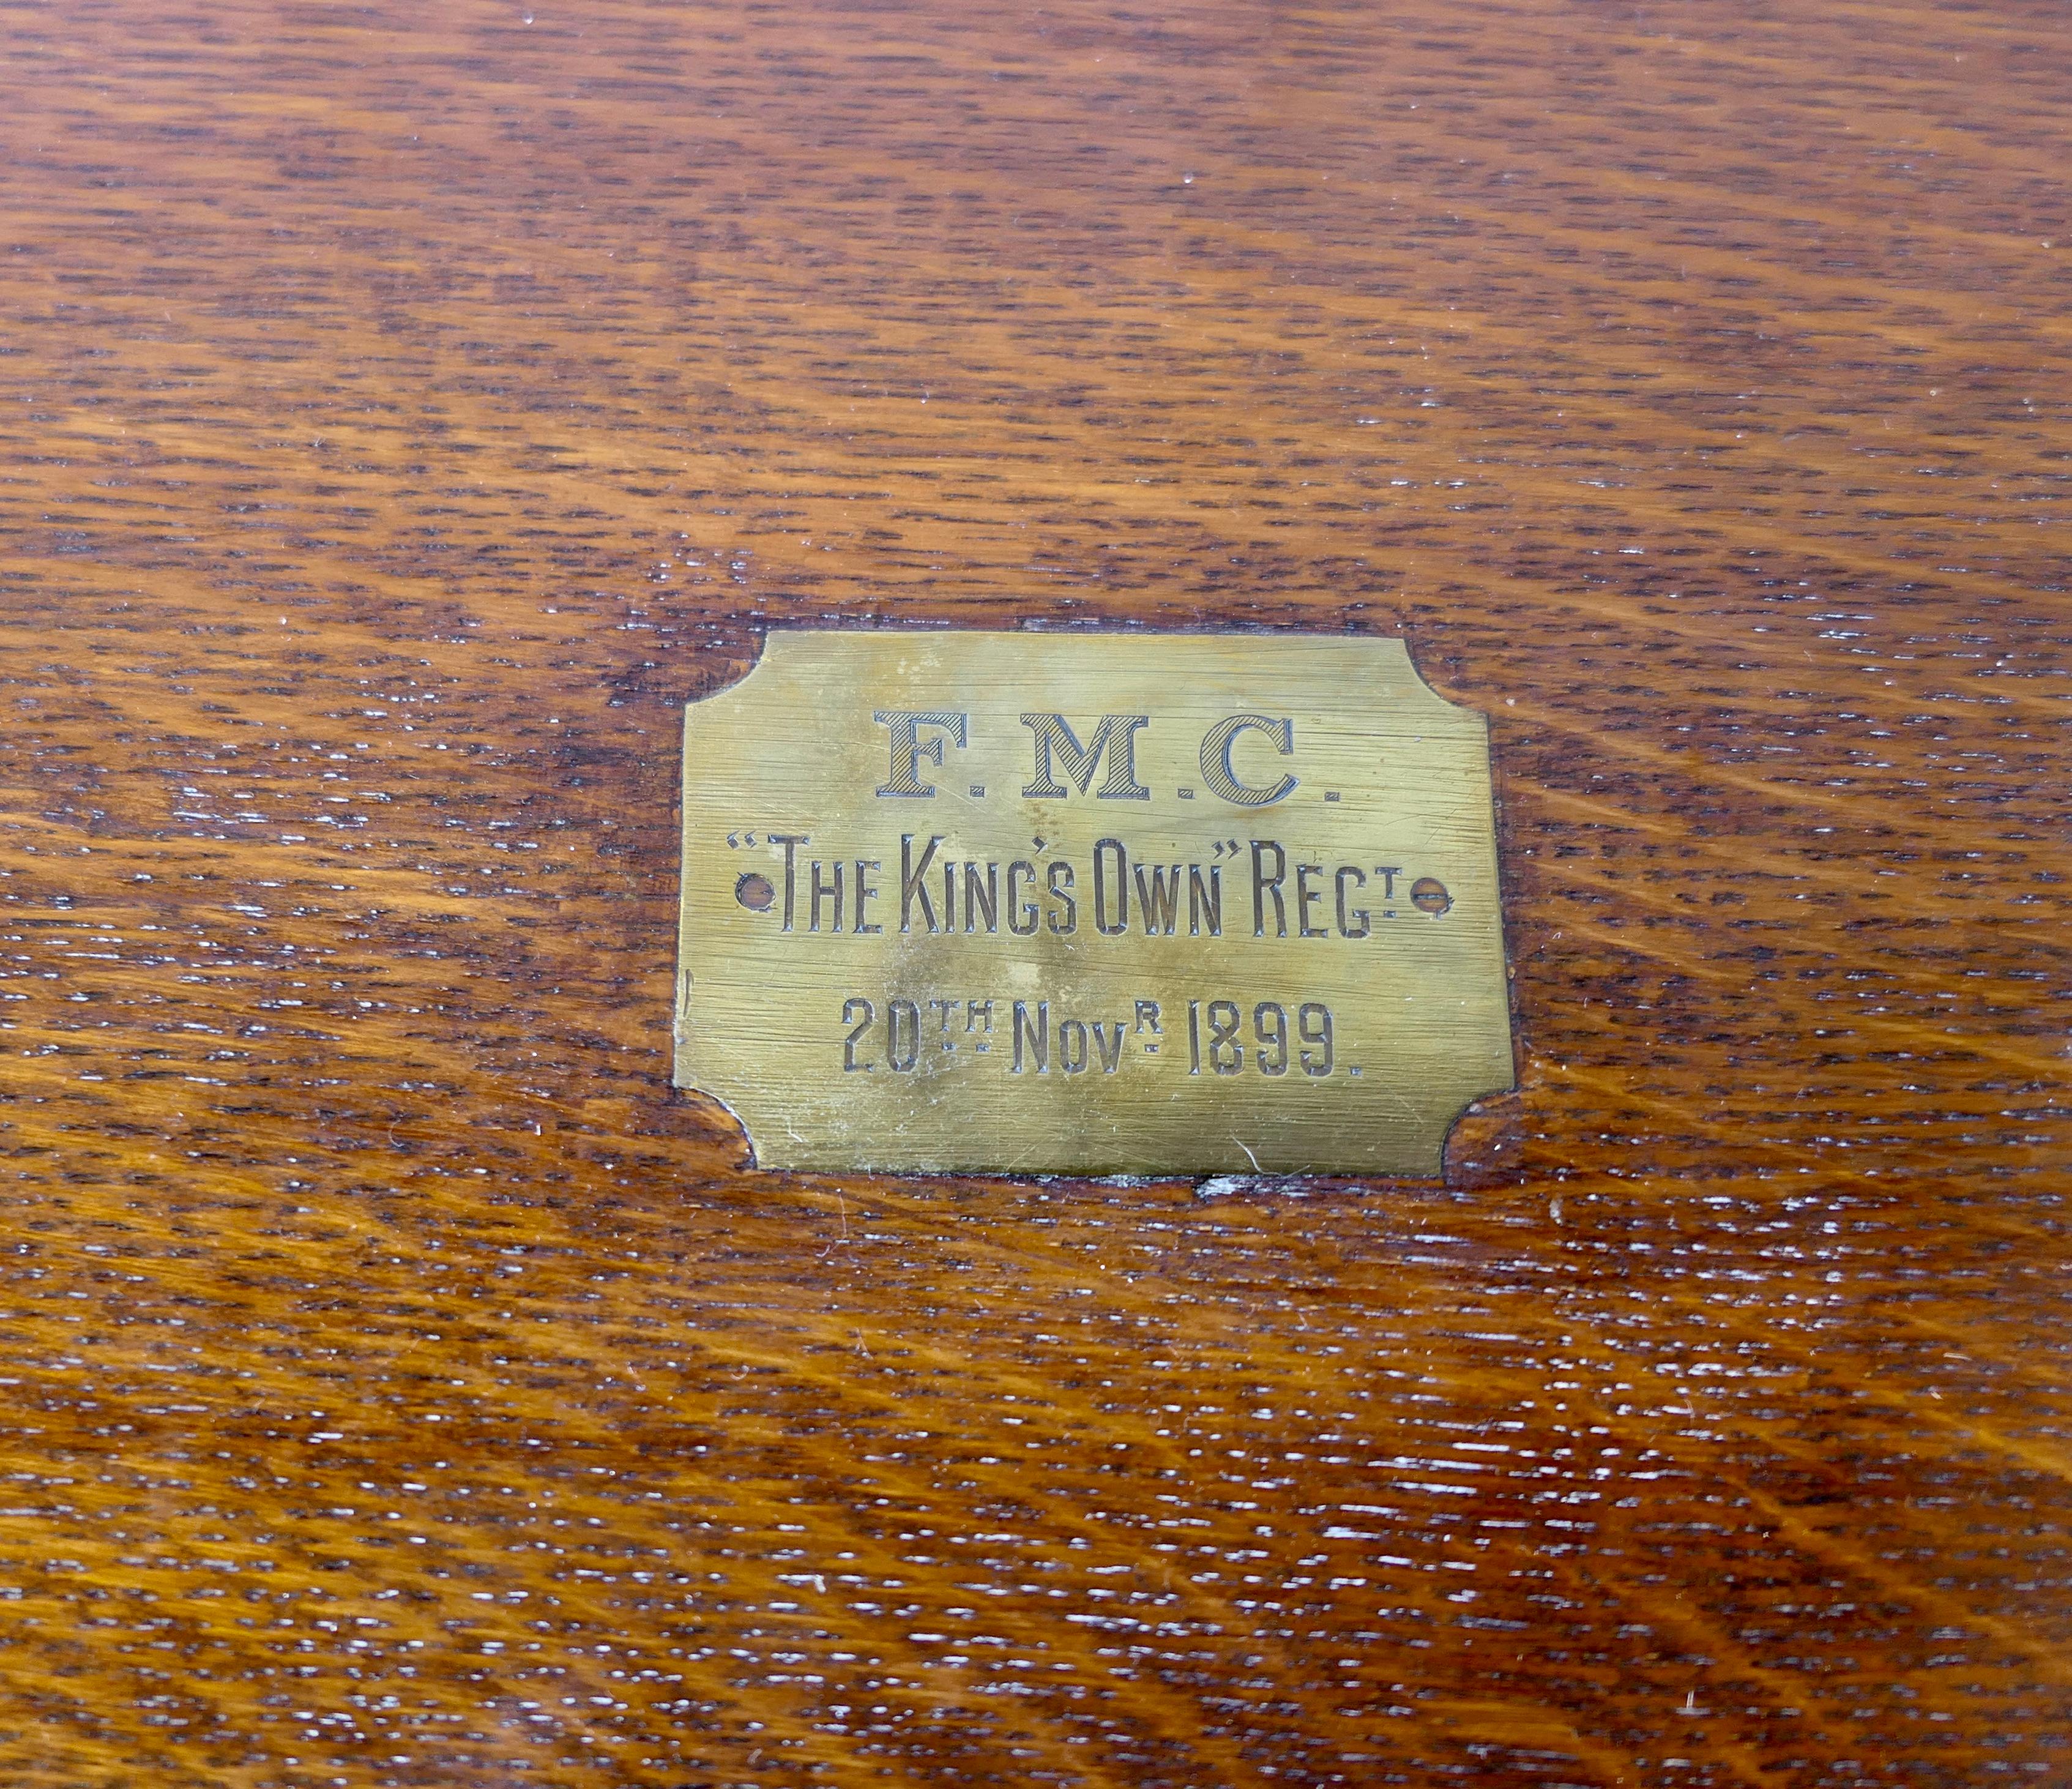 F.M.C.
"The King's Own" Regt
20th Novr 1899.